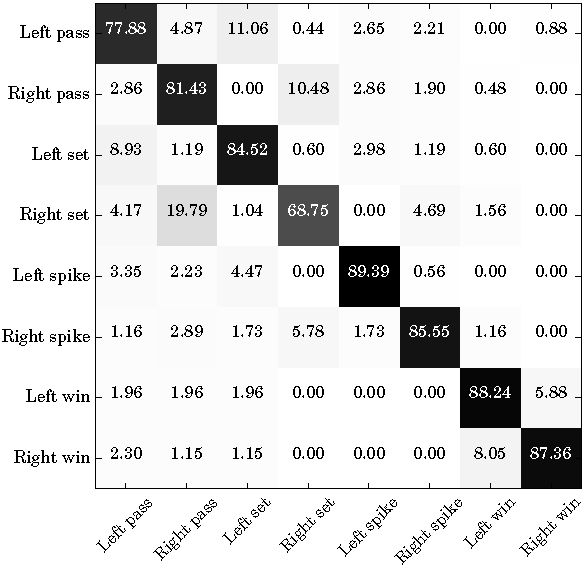 Left pass 77.88 4.87 11.06 0.44 2.65 2.21 0.00 0.88
Right pass 2.86 81.43 0.00 10.48 2.86 1.90 0.48 0.00
Left set 8.93 1.19 84.52 0.60 2.98 1.19 0.60 0.00
Right set 4.17 19.79 1.04 68.75 0.00 4.69 1.56 0.00
Left spike 3.35 2.23 4.47 0.00 89.39 0.56 0.00 0.00
Right spike 1.16 2.89 1.73 5.78 1.73 85.55 1.16 0.00
Left win 1.96 1.96 1.96 0.00 0.00 0.00 88.24 5.88
Right win 2.30 1.15 1.15 0.00 0.00 0.00 8.05 87.36
Left pass Right pass Left set Right set Left spike Right spike Left win Right win